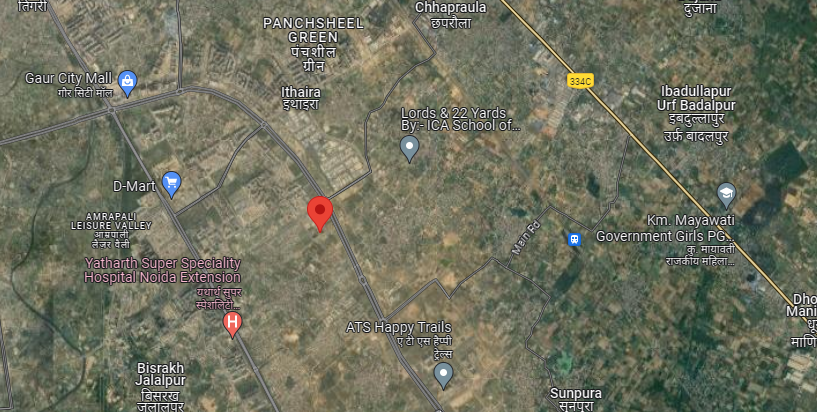 तिगरी
Chhapraula
छपरौला
दुजाना
PANCHSHEEL
GREEN
पंचशील
ग्रीन
Gaur City Mall
गौर सिटी मॉल
Ithaira
इथाइरा
334C
Ibadullapur
Urf Badalpur
इबदुल्लापुर
उर्फ़ बादलपुर
Lords & 22 Yards
By:- ICA School of...
D-Mart
AMRAPALI
LEISURE VALLEY
आम्रपाली
लेजर वैली
Km. Mayawati
Government Girls PG...
कु. मायावती
राजकीय महिला...
Main Rd
Yatharth Super Speciality
Hospital Noida Extension
यथार्थ सुपर
स्पेशलिटी...
H
ATS Happy Trails
ए टी एस हैप्पी
ट्रेल्स
Dho
Mani
धू
माणि
Bisrakh
Jalalpur
बिसरख
जलालपुर
Sunpura
सुनपुरा